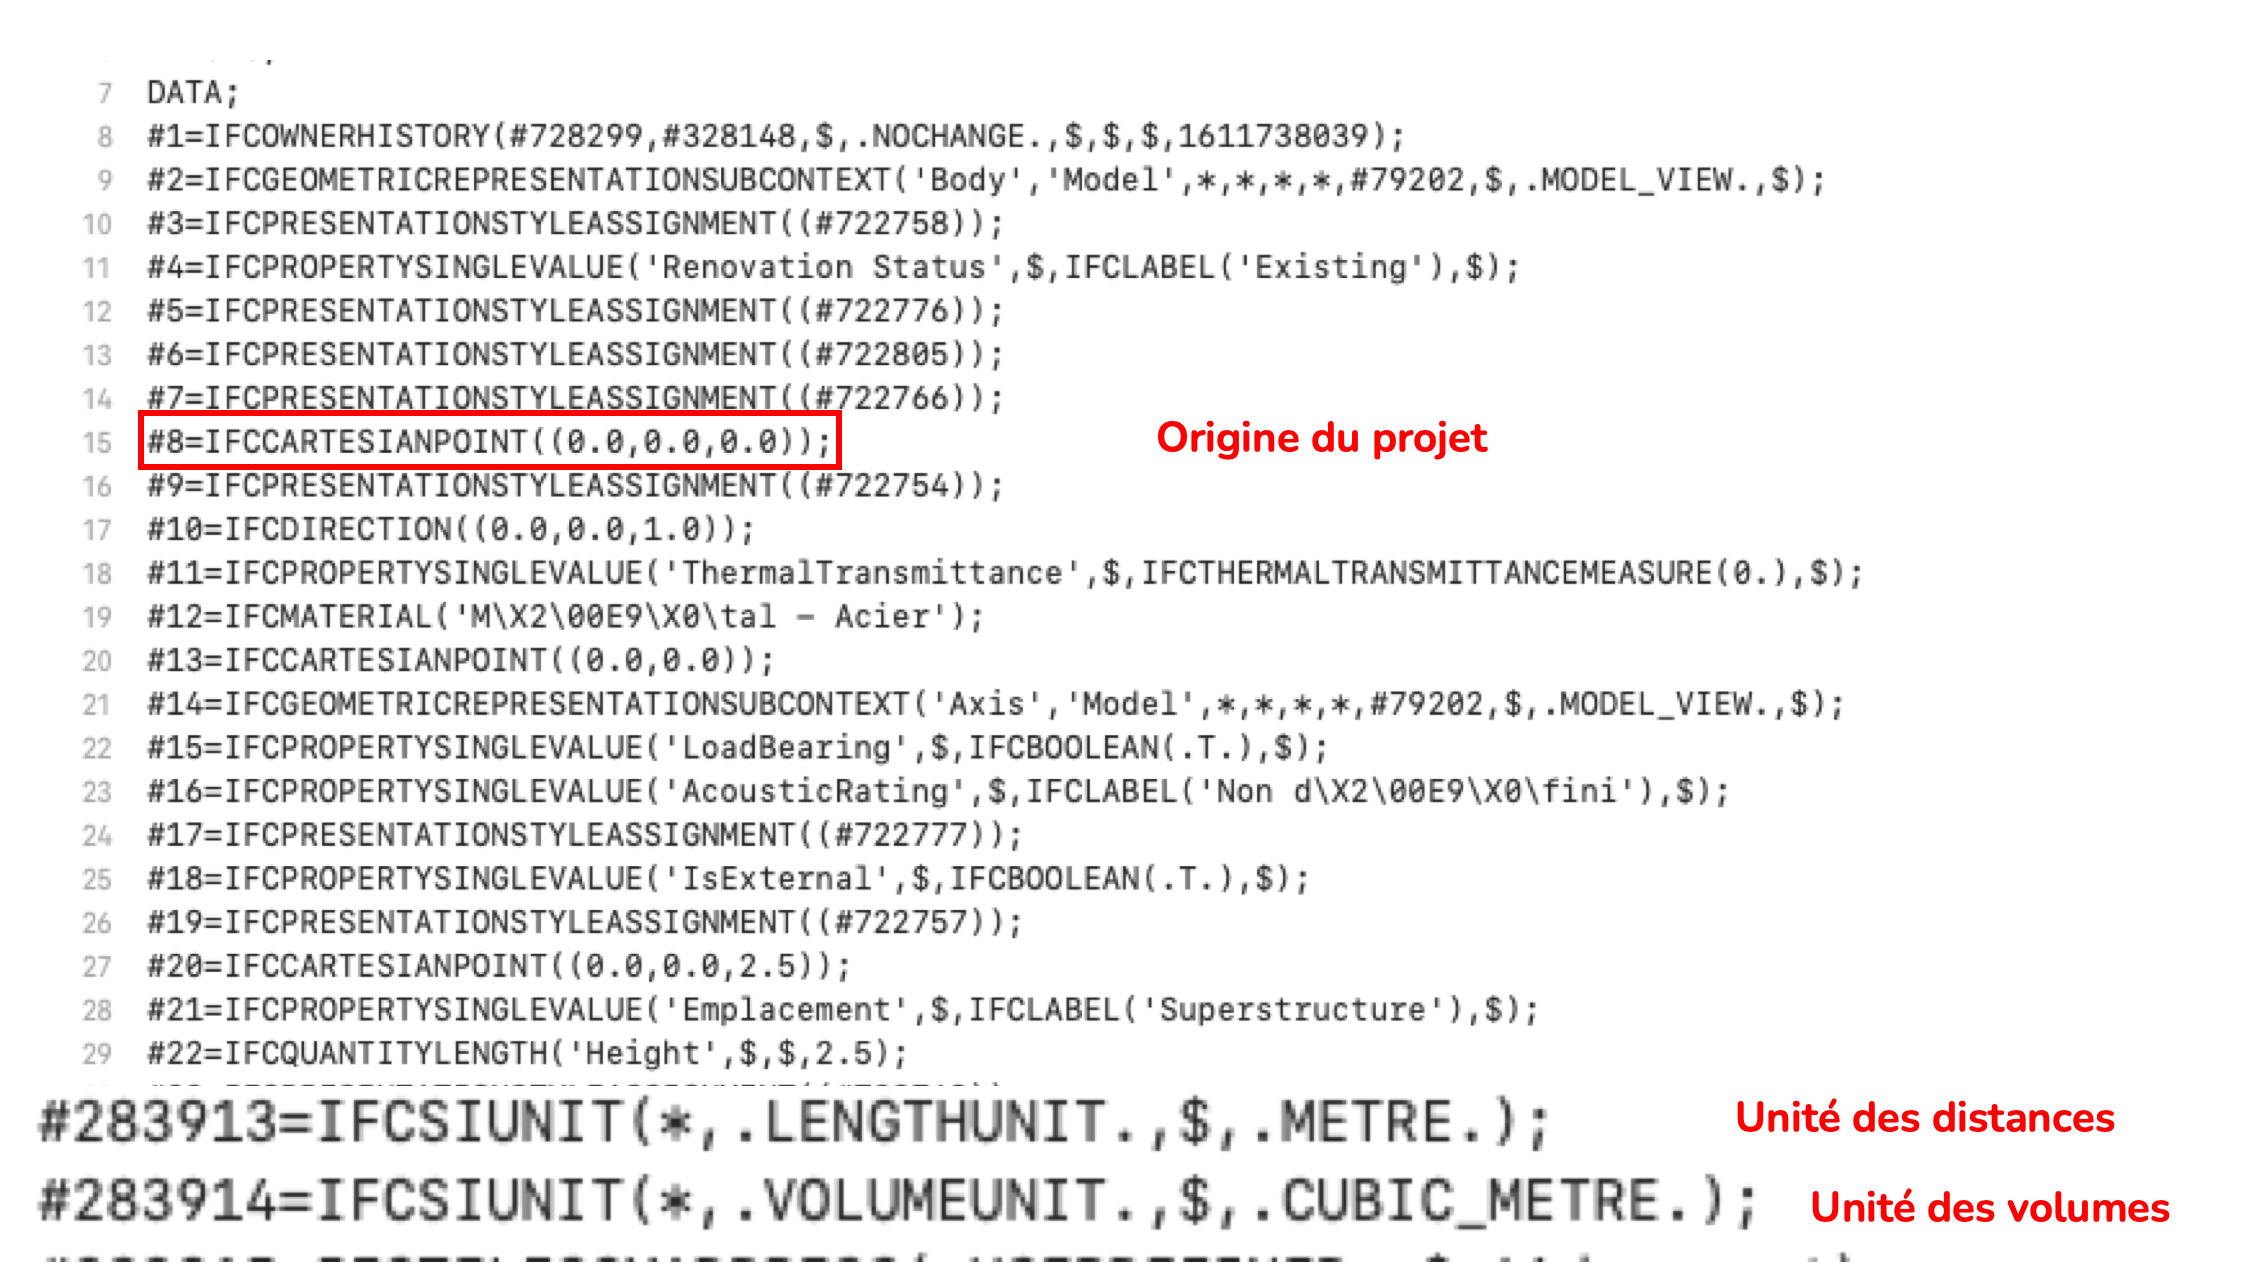 7 DATA;
8 #1=IFCOWNERHISTORY(#728299,#328148,$,.NOCHANGE.,$,$,$,1611738039);
9 #2=IFCGEOMETRICREPRESENTATIONSUBCONTEXT('Body','Model',*,*,*,*,#79202,$,.MODEL_VIEW.,$);
10 #3=IFCPRESENTATIONSTYLEASSIGNMENT((#722758));
11 #4=IFCPROPERTYSINGLEVALUE('Renovation Status',$,IFCLABEL('Existing'),$);
12 #5=IFCPRESENTATIONSTYLEASSIGNMENT((#722776));
13 #6=IFCPRESENTATIONSTYLEASSIGNMENT((#722805));
14 #7=IFCPRESENTATIONSTYLEASSIGNMENT((#722766));
15 #8=IFCCARTESIANPOINT((0.0,0.0,0.0)); Origine du projet
16 #9=IFCPRESENTATIONSTYLEASSIGNMENT((#722754));
17 #10=IFCDIRECTION((0.0,0.0,1.0));
18 #11=IFCPROPERTYSINGLEVALUE('ThermalTransmittance',$,IFCTHERMALTRANSMITTANCEMEASURE(0.),$);
19 #12=IFCMATERIAL('M\X2\00E9\X0\tal - Acier');
20 #13=IFCCARTESIANPOINT((0.0,0.0));
21 #14=IFCGEOMETRICREPRESENTATIONSUBCONTEXT('Axis','Model',*,*,*,*,#79202,$,.MODEL_VIEW.,$);
22 #15=IFCPROPERTYSINGLEVALUE('LoadBearing',$,IFCBOOLEAN(.T.),$);
23 #16=IFCPROPERTYSINGLEVALUE('AcousticRating',$,IFCLABEL('Non d\X2\00E9\X0\fini'),$);
24 #17=IFCPRESENTATIONSTYLEASSIGNMENT((#722777));
25 #18=IFCPROPERTYSINGLEVALUE('IsExternal',$,IFCBOOLEAN(.T.),$);
26 #19=IFCPRESENTATIONSTYLEASSIGNMENT((#722757));
27 #20=IFCCARTESIANPOINT((0.0,0.0,2.5));
28 #21=IFCPROPERTYSINGLEVALUE('Emplacement',$,IFCLABEL('Superstructure'),$);
29 #22=IFCQUANTITYLENGTH('Height',$,$,2.5);
#283913=IFCSIUNIT(*,.LENGTHUNIT.,$,.METRE.); Unité des distances
#283914=IFCSIUNIT(*,.VOLUMEUNIT.,$,.CUBIC_METRE.); Unité des volumes